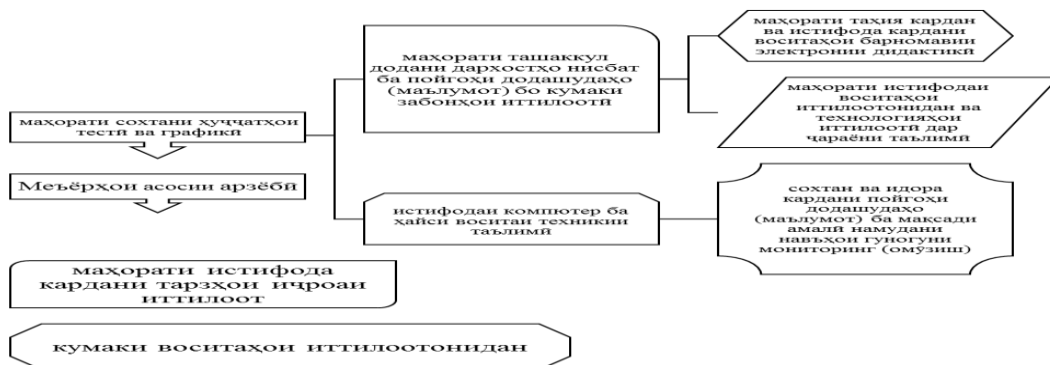 маҳорати сохтани ҳуҷҷатҳои
тестӣ ва графикӣ
Меъёрҳои асосии арзёбӣ
маҳорати ташаккул
додани дархостҳо нисбат
ба пойгоҳи додашудаҳо
(маълумот) бо кумаки
забонҳои иттилоотӣ
истифодаи компютер ба
ҳайси воситаи техникии
таълимӣ
маҳорати таҳия кардан
ва истифода кардани
воситаҳои барномавии
электронии дидактикӣ
маҳорати истифодаи
воситаҳои
иттилоотонидан ва
технологияҳои
иттилоотӣ дар
ҷараёни таълимӣ
сохтан ва идора
кардани пойгоҳи
додашудаҳо
(маълумот) ба мақсади
амалӣ намудани
навъҳои гуногуни
мониторинг (омӯзиш)
маҳорати истифода
кардани тарзҳои иҷроаи
иттилоот
кумаки воситаҳои иттилоотонидан